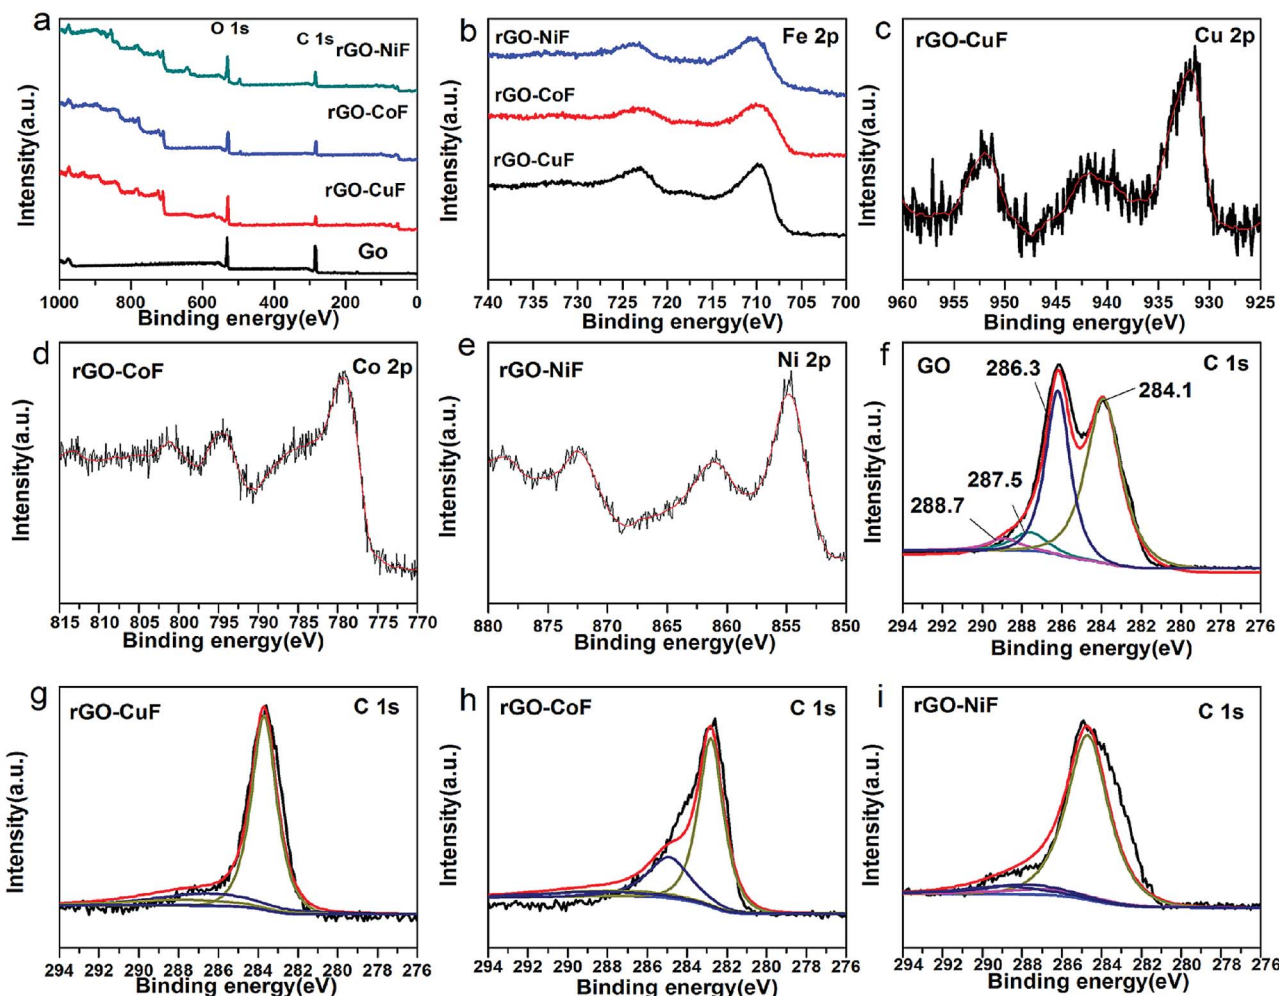 a
O 1s
C 1s
rGO-NiF
rGO-CoF
rGO-CuF
Go
Intensity(a.u.)
1000 800 600 400 200 0
Binding energy(eV)
b
rGO-NiF
Fe 2p
rGO-CoF
rGO-CuF
Intensity(a.u.)
740 735 730 725 720 715 710 705 700
Binding energy(eV)
c
rGO-CuF
Cu 2p
Intensity(a.u.)
960 955 950 945 940 935 930 925
Binding energy(eV)
d
rGO-CoF
Co 2p
Intensity(a.u.)
815 810 805 800 795 790 785 780 775 770
Binding energy(eV)
e
rGO-NiF
Ni 2p
Intensity(a.u.)
880 875 870 865 860 855 850
Binding energy(eV)
f
GO
C 1s
286.3
284.1
287.5
288.7
Intensity(a.u.)
294 292 290 288 286 284 282 280 278 276
Binding energy(eV)
g
rGO-CuF
C 1s
Intensity(a.u.)
294 292 290 288 286 284 282 280 278 276
Binding energy(eV)
h
rGO-CoF
C 1s
Intensity(a.u.)
294 292 290 288 286 284 282 280 278 276
Binding energy(eV)
i
rGO-NiF
C 1s
Intensity(a.u.)
294 292 290 288 286 284 282 280 278 276
Binding energy(eV)